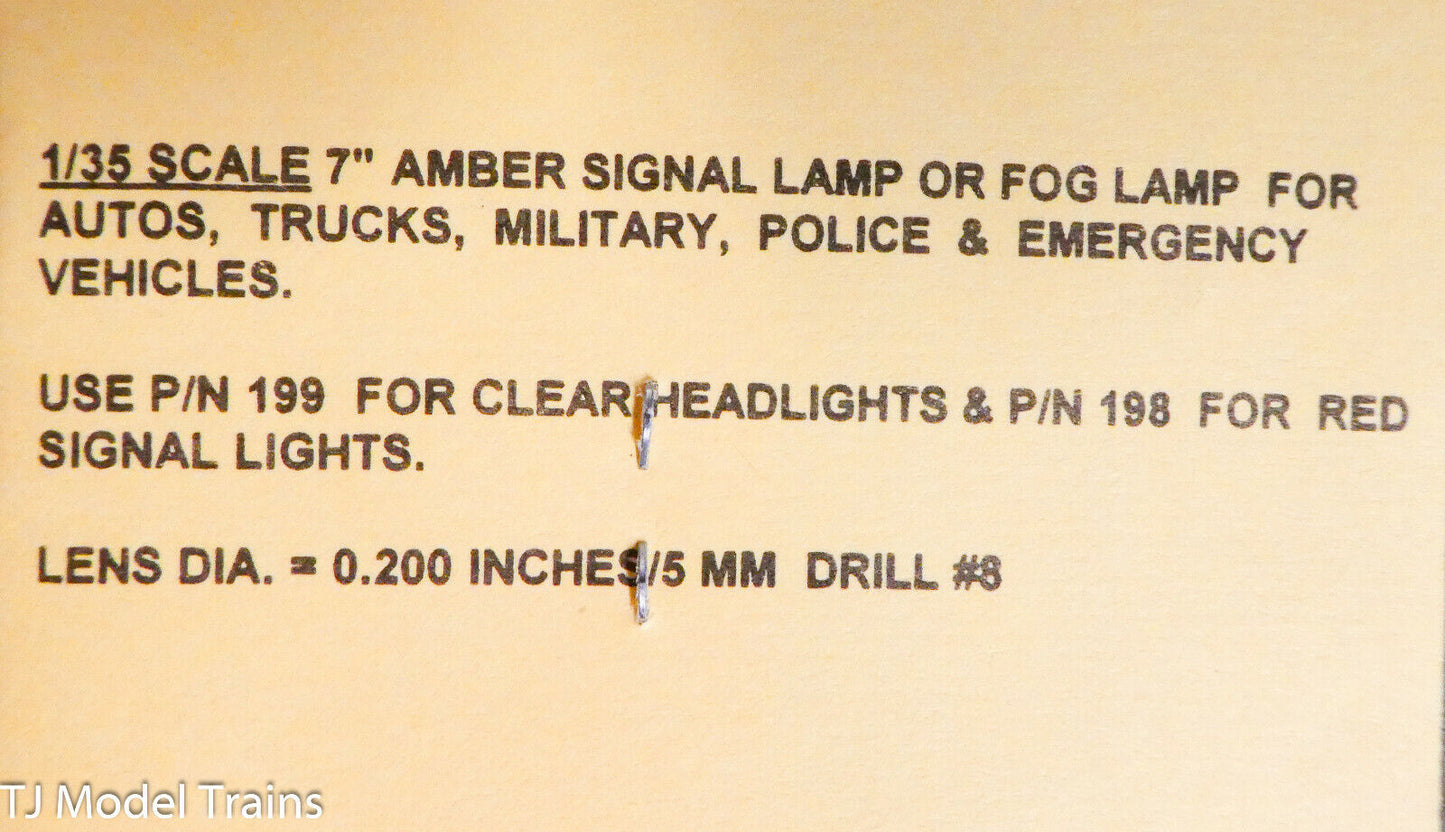 1/35 SCALE 7" AMBER SIGNAL LAMP OR FOG LAMP FOR
AUTOS, TRUCKS, MILITARY, POLICE & EMERGENCY
VEHICLES.
USE P/N 199 FOR CLEAR HEADLIGHTS & P/N 198 FOR RED
SIGNAL LIGHTS.
LENS DIA. = 0.200 INCHES/5 MM DRILL #8
TJ Model Trains